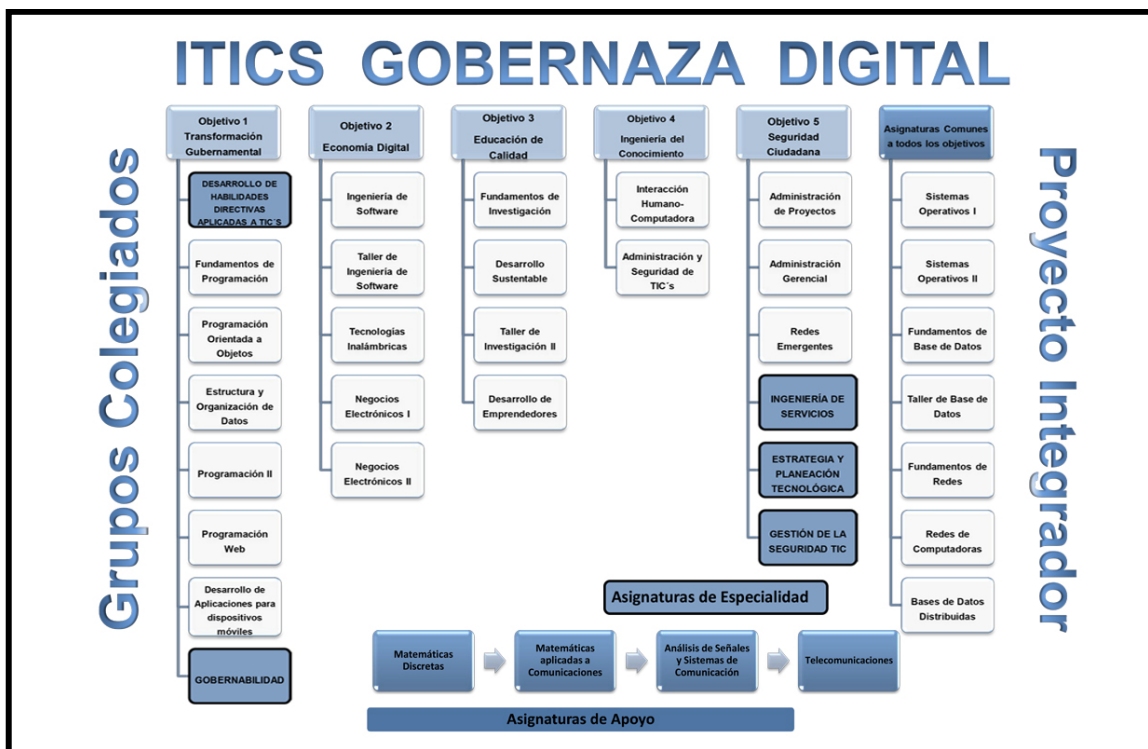 ITICS GOBERNAZA DIGITAL
Grupos Colegiados
Objetivo 1
Transformación
Gubernamental
DESARROLLO DE
HABILIDADES
DIRECTIVAS
APLICADAS A TIC´S
Fundamentos de
Programación
Programación
Orientada a
Objetos
Estructura y
Organización de
Datos
Programación II
Programación
Web
Desarrollo de
Aplicaciones para
dispositivos
móviles
GOBERNABILIDAD
Objetivo 2
Economía Digital
Ingeniería de
Software
Taller de
Ingeniería de
Software
Tecnologías
Inalámbricas
Negocios
Electrónicos I
Negocios
Electrónicos II
Objetivo 3
Educación de
Calidad
Fundamentos de
Investigación
Desarrollo
Sustentable
Taller de
Investigación II
Desarrollo de
Emprendedores
Objetivo 4
Ingeniería del
Conocimiento
Interacción
Humano-
Computadora
Administración y
Seguridad de
TIC´s
Objetivo 5
Seguridad
Ciudadana
Administración
de Proyectos
Administración
Gerencial
Redes
Emergentes
INGENIERÍA DE
SERVICIOS
ESTRATEGIA Y
PLANEACIÓN
TECNOLÓGICA
GESTIÓN DE LA
SEGURIDAD TIC
Asignaturas Comunes
a todos los objetivos
Sistemas
Operativos I
Sistemas
Operativos II
Fundamentos de
Base de Datos
Taller de Base de
Datos
Fundamentos de
Redes
Redes de
Computadoras
Bases de Datos
Distribuidas
Proyecto Integrador
Asignaturas de Especialidad
Matemáticas
Discretas
Matemáticas
aplicadas a
Comunicaciones
Análisis de Señales
y Sistemas de
Comunicación
Telecomunicaciones
Asignaturas de Apoyo